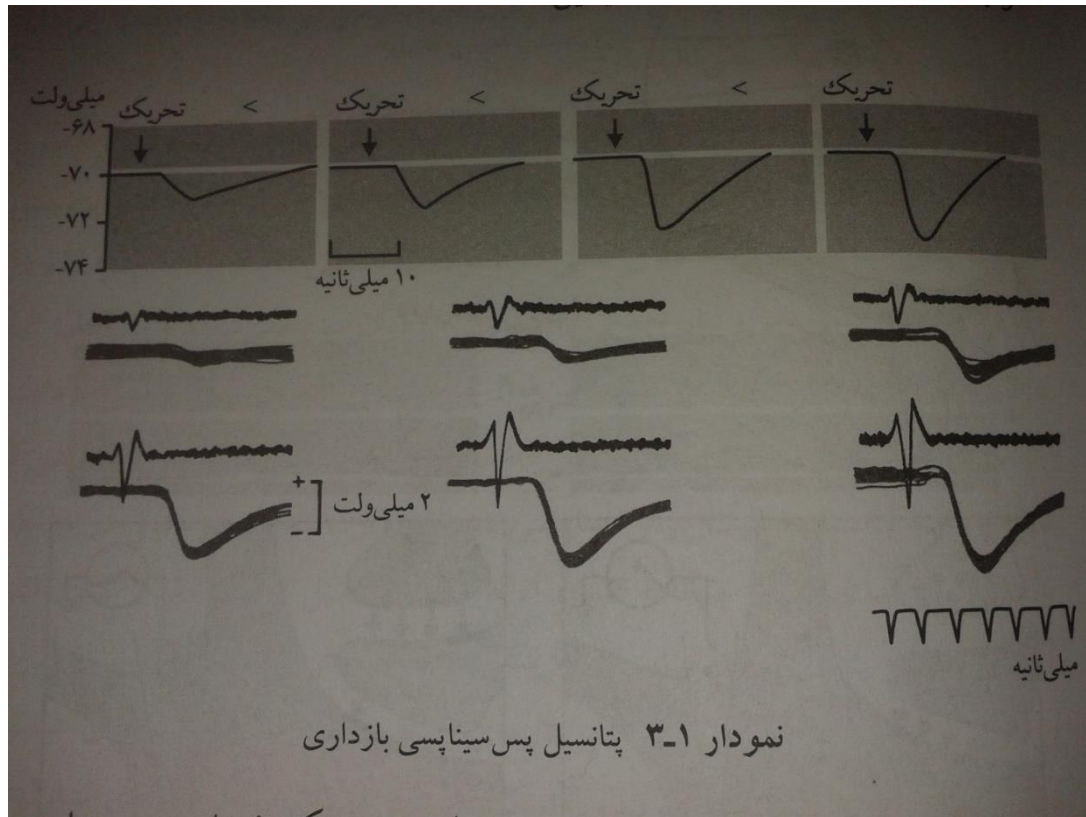 میلی‌ولت
تحریک < تحریک < تحریک < تحریک
-۶۸
-۷۰
-۷۲
-۷۴
۱۰ میلی‌ثانیه
+
۲ میلی‌ولت
-
میلی‌ثانیه
نمودار ۱-۳ پتانسیل پس‌سیناپسی بازداری